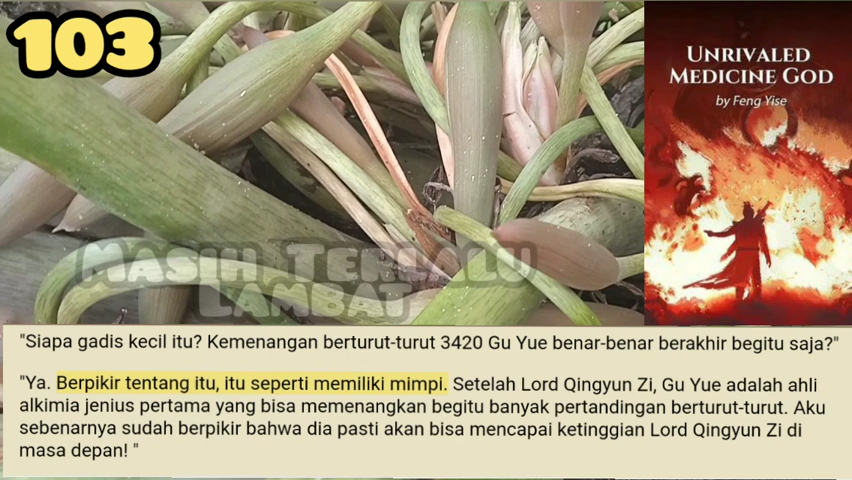 103
UNRIVALED
MEDICINE GOD
by Feng Yise
MASIH TERLALU
LAMBAT
"Siapa gadis kecil itu? Kemenangan berturut-turut 3420 Gu Yue benar-benar berakhir begitu saja?"
"Ya. Berpikir tentang itu, itu seperti memiliki mimpi. Setelah Lord Qingyun Zi, Gu Yue adalah ahli
alkimia jenius pertama yang bisa memenangkan begitu banyak pertandingan berturut-turut. Aku
sebenarnya sudah berpikir bahwa dia pasti akan bisa mencapai ketinggian Lord Qingyun Zi di
masa depan! "